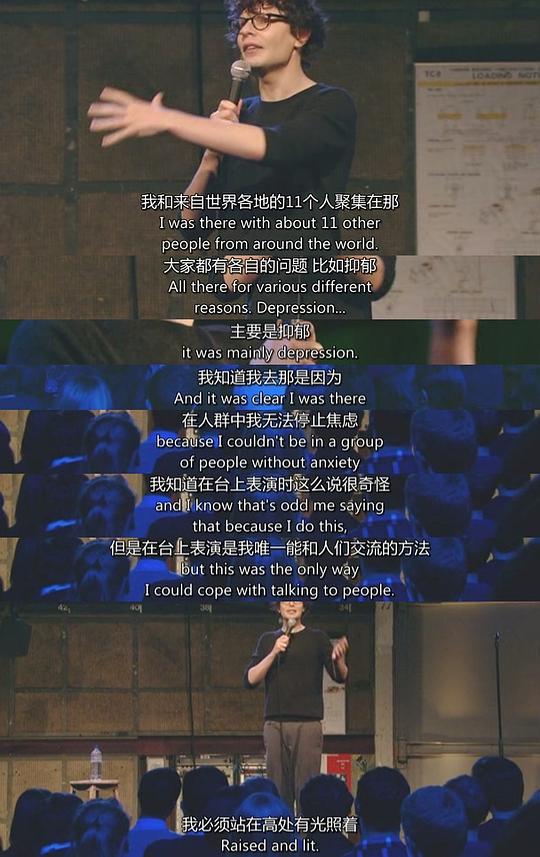 TCR
LOADING NOT
我和来自世界各地的11个人聚集在那
I was there with about 11 other
people from around the world.
大家都有各自的问题 比如抑郁
All there for various different
reasons. Depression...
主要是抑郁
it was mainly depression.
我知道我去那是因为
And it was clear I was there
在人群中我无法停止焦虑
because I couldn't be in a group
of people without anxiety
我知道在台上表演时这么说很奇怪
and I know that's odd me saying
that because I do this,
但是在台上表演是我唯一能和人们交流的方法
but this was the only way
I could cope with talking to people.
42
40
38
34
我必须站在高处有光照着
Raised and lit.